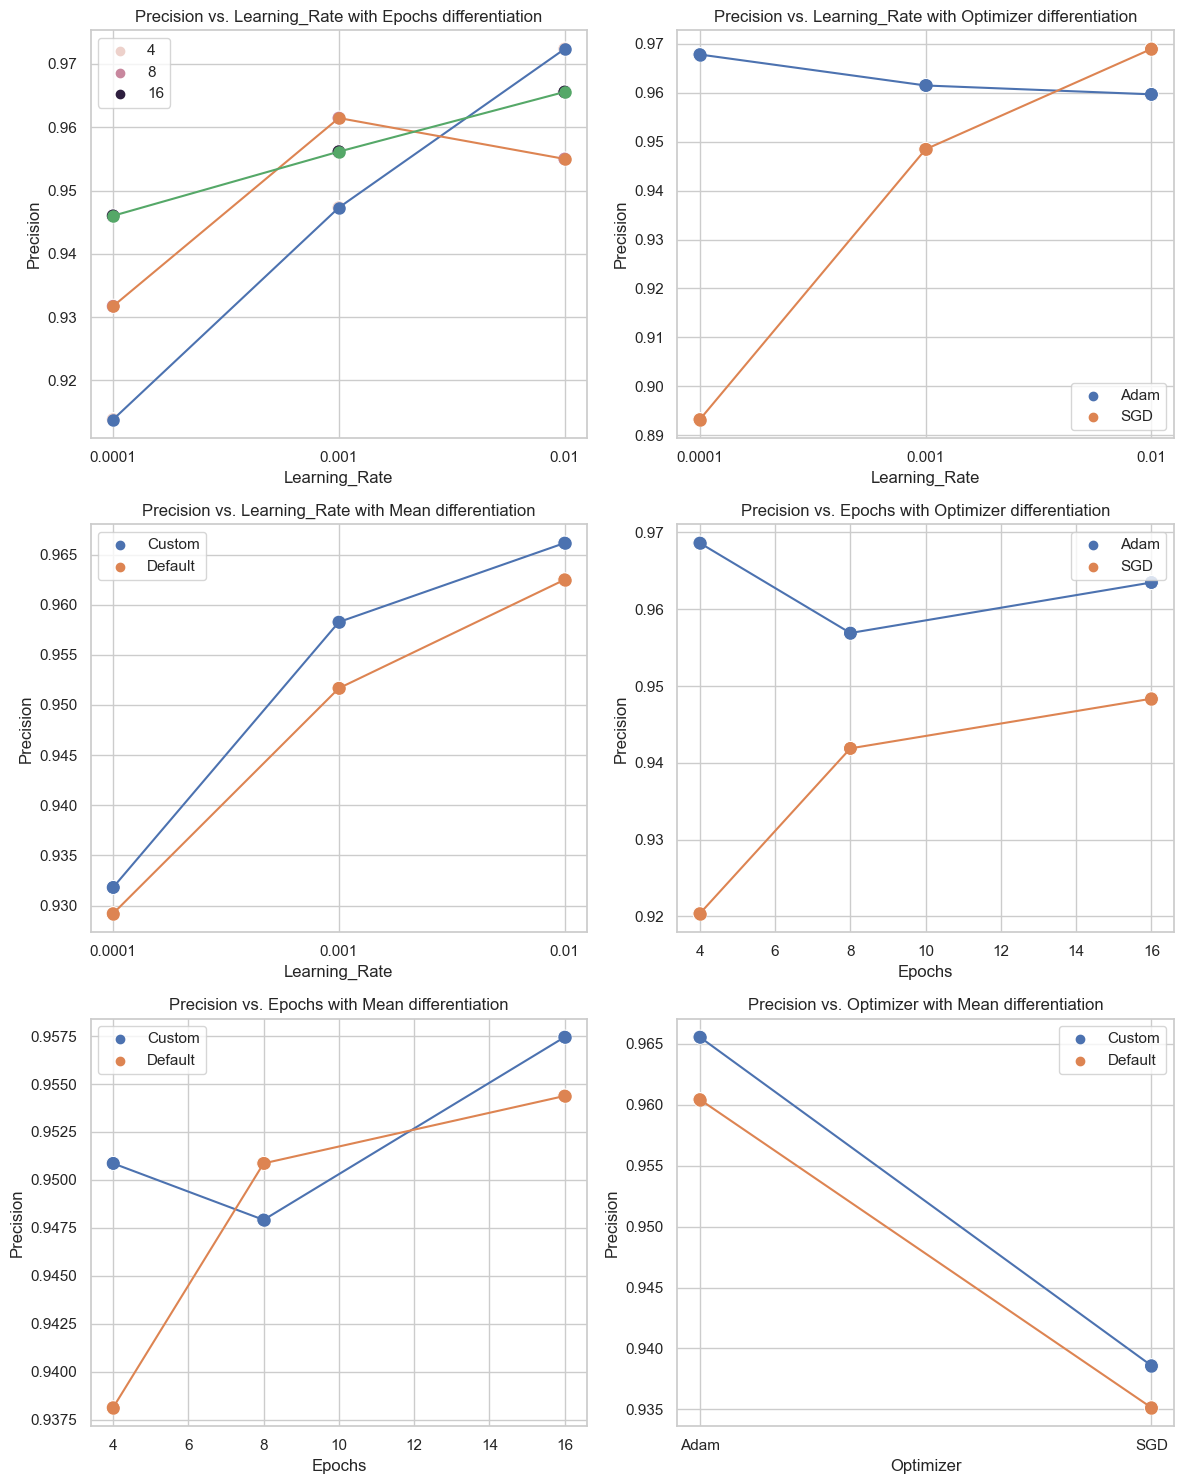 Precision vs. Learning_Rate with Epochs differentiation
4
8
16
0.97
0.96
0.95
0.94
0.93
0.92
Precision
0.0001
0.001
0.01
Learning_Rate
Precision vs. Learning_Rate with Optimizer differentiation
0.97
0.96
0.95
0.94
0.93
0.92
0.91
0.90
0.89
Precision
Adam
SGD
0.0001
0.001
0.01
Learning_Rate
Precision vs. Learning_Rate with Mean differentiation
Custom
Default
0.965
0.960
0.955
0.950
0.945
0.940
0.935
0.930
Precision
0.0001
0.001
0.01
Learning_Rate
Precision vs. Epochs with Optimizer differentiation
Adam
SGD
0.97
0.96
0.95
0.94
0.93
0.92
Precision
4
6
8
10
12
14
16
Epochs
Precision vs. Epochs with Mean differentiation
Custom
Default
0.9575
0.9550
0.9525
0.9500
0.9475
0.9450
0.9425
0.9400
0.9375
Precision
4
6
8
10
12
14
16
Epochs
Precision vs. Optimizer with Mean differentiation
Custom
Default
0.965
0.960
0.955
0.950
0.945
0.940
0.935
Precision
Adam
SGD
Optimizer